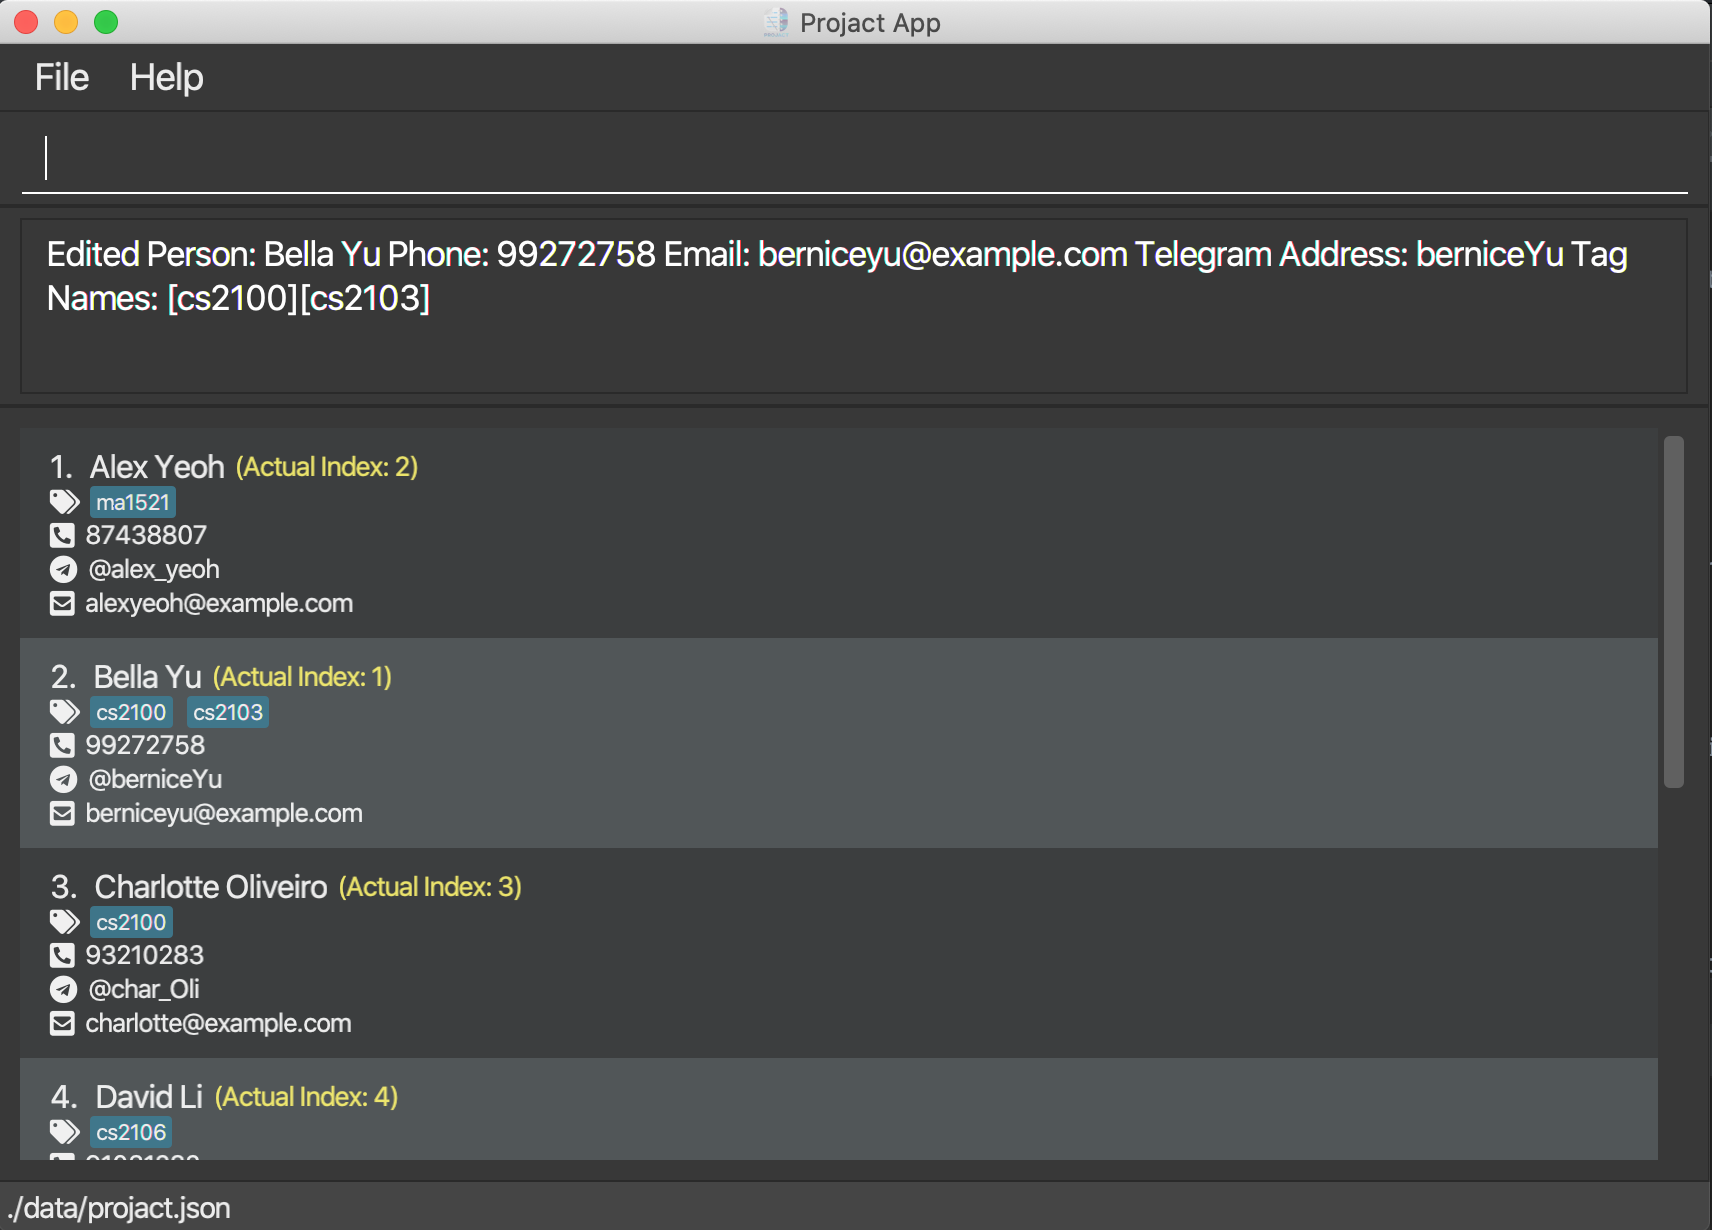 Projact App
File Help
Edited Person: Bella Yu Phone: 99272758 Email: berniceyu@example.com Telegram Address: berniceYu Tag
Names: [cs2100][cs2103]
1. Alex Yeoh (Actual Index: 2)
ma1521
87438807
@alex_yeoh
alexyeoh@example.com
2. Bella Yu (Actual Index: 1)
cs2100 cs2103
99272758
@berniceYu
berniceyu@example.com
3. Charlotte Oliveiro (Actual Index: 3)
cs2100
93210283
@char_Oli
charlotte@example.com
4. David Li (Actual Index: 4)
cs2106
./data/projact.json